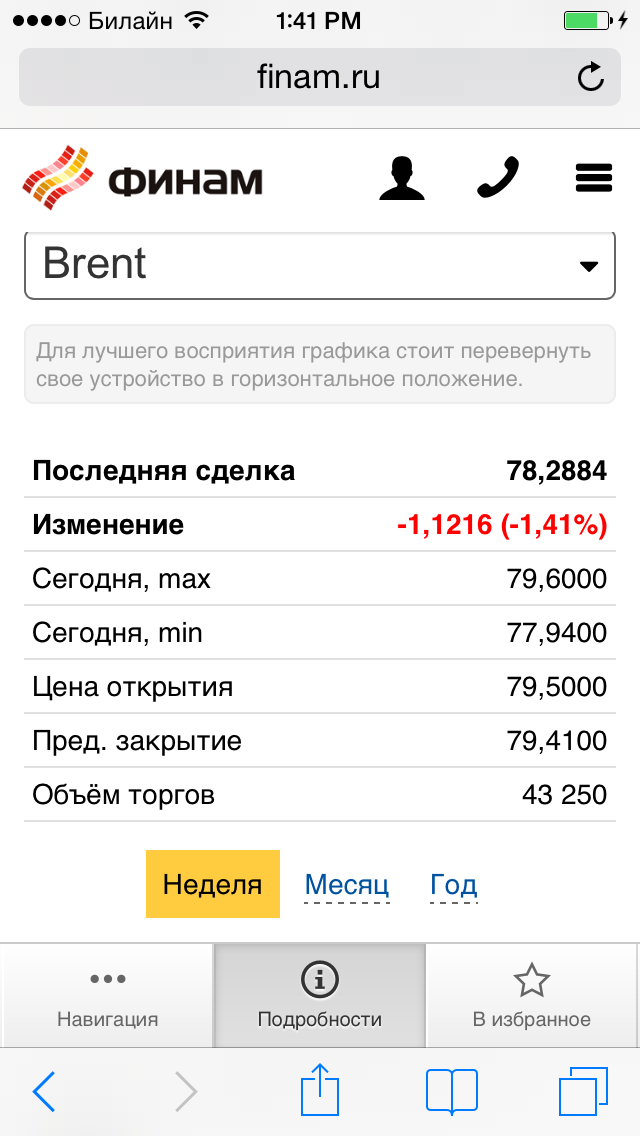 Билайн 1:41 PM
finam.ru
ФИНАМ
Brent
Для лучшего восприятия графика стоит перевернуть
свое устройство в горизонтальное положение.
Последняя сделка 78,2884
Изменение -1,1216 (-1,41%)
Сегодня, max 79,6000
Сегодня, min 77,9400
Цена открытия 79,5000
Пред. закрытие 79,4100
Объём торгов 43 250
Неделя Месяц Год
Навигация Подробности В избранное